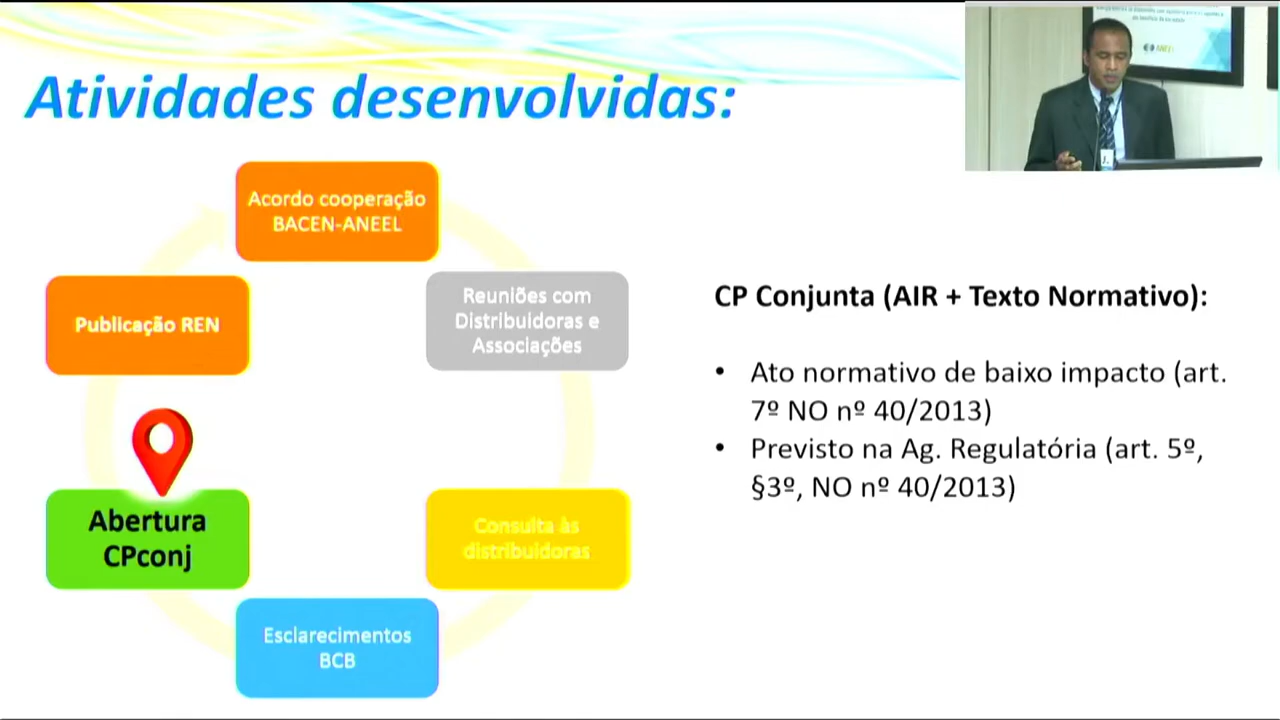 Atividades desenvolvidas:
Acordo cooperação
BACEN-ANEEL
Reuniões com
Distribuidoras e
Associações
Consulta às
distribuidoras
Esclarecimentos
BCB
Abertura
CPconj
Publicação REN
CP Conjunta (AIR + Texto Normativo):
• Ato normativo de baixo impacto (art.
7º NO nº 40/2013)
• Previsto na Ag. Regulatória (art. 5º,
§3º, NO nº 40/2013)